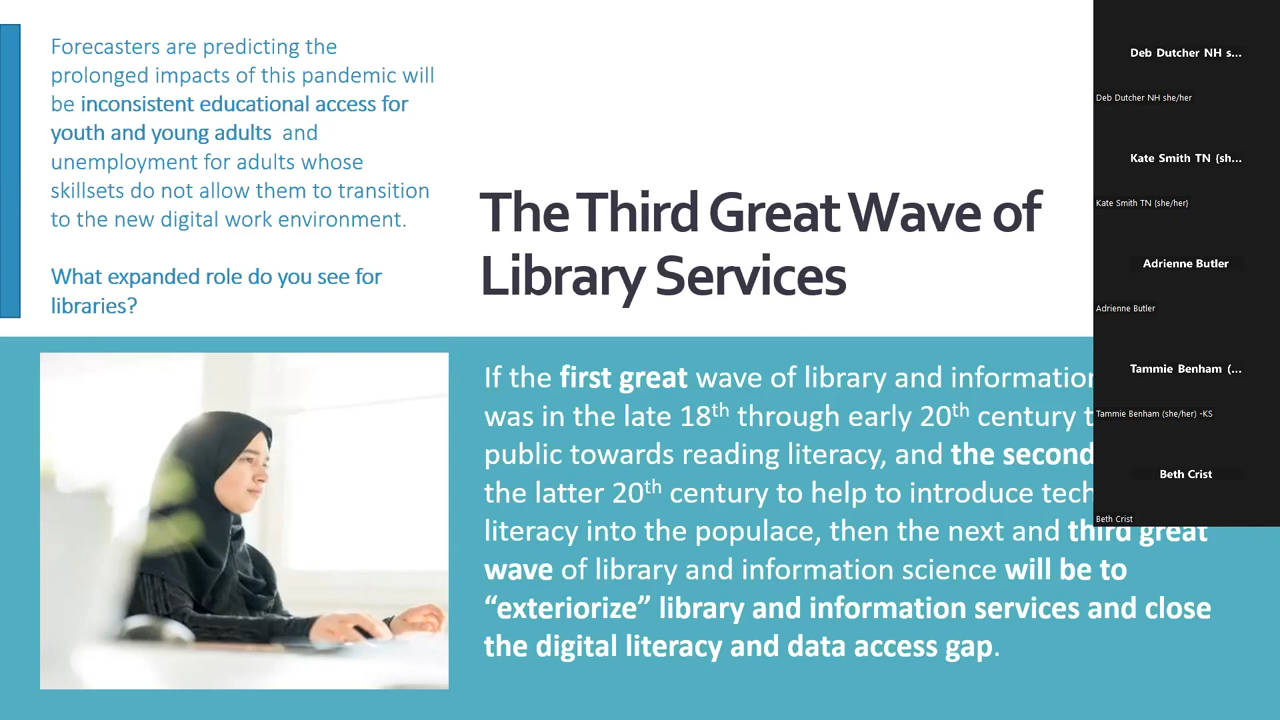 Forecasters are predicting the
prolonged impacts of this pandemic will
be inconsistent educational access for
youth and young adults and
unemployment for adults whose
skillsets do not allow them to transition
to the new digital work environment.
What expanded role do you see for
libraries?
The Third Great Wave of
Library Services
If the first great wave of library and information
was in the late 18th through early 20th century
public towards reading literacy, and the second
the latter 20th century to help to introduce tech
literacy into the populace, then the next and third great
wave of library and information science will be to
“exteriorize” library and information services and close
the digital literacy and data access gap.
Deb Dutcher NH s...
Deb Dutcher NH she/her
Kate Smith TN (sh...
Kate Smith TN (she/her)
Adrienne Butler
Adrienne Butler
Tammie Benham (...
Tammie Benham (she/her) -KS
Beth Crist
Beth Crist